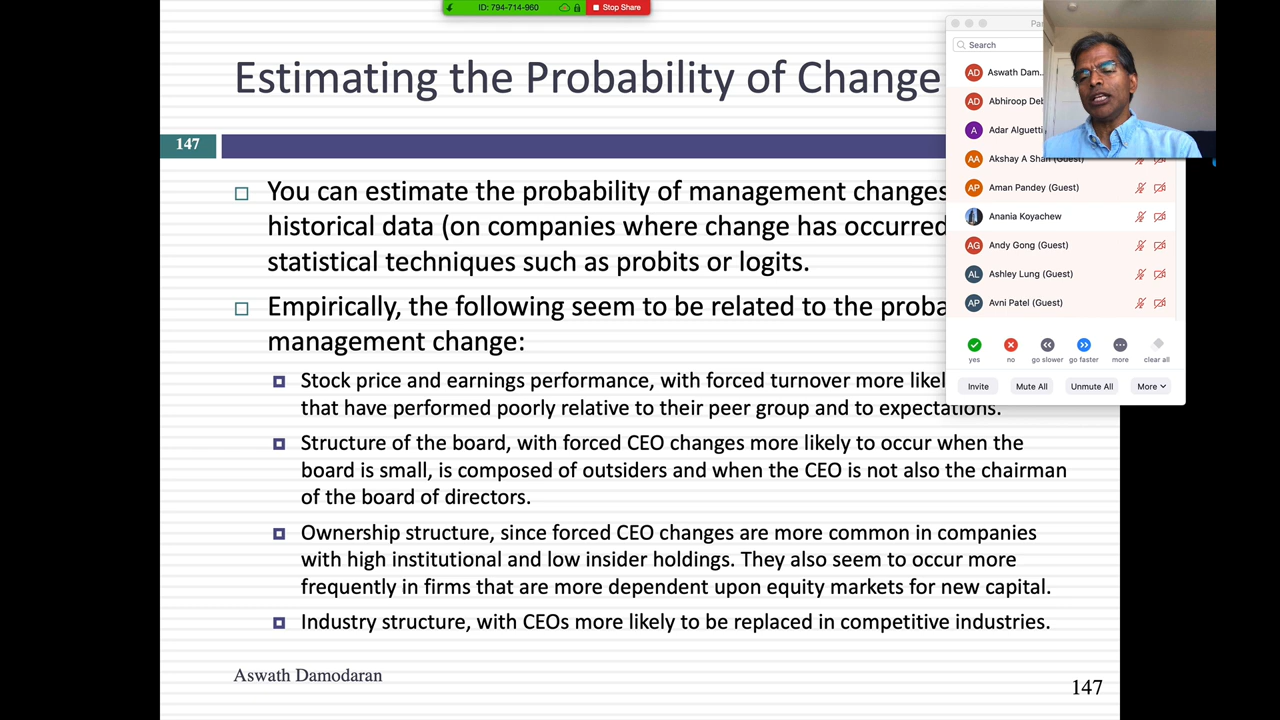 ID: 794-714-960
Stop Share
Estimating the Probability of Change
147
You can estimate the probability of management changes
historical data (on companies where change has occurred
statistical techniques such as probits or logits.
Empirically, the following seem to be related to the
management change:
Stock price and earnings performance, with forced turnover more
that have performed poorly relative to their peer group and to expectations.
Structure of the board, with forced CEO changes more likely to occur when the
board is small, is composed of outsiders and when the CEO is not also the chairman
of the board of directors.
Ownership structure, since forced CEO changes are more common in companies
with high institutional and low insider holdings. They also seem to occur more
frequently in firms that are more dependent upon equity markets for new capital.
Industry structure, with CEOs more likely to be replaced in competitive industries.
Aswath Damodaran
147
Search
AD Aswath Dam...
AD Abhiroop
A Adar Alguetti
AA Akshay A Shah (Guest)
AP Aman Pandey (Guest)
Anania Koyachew
AG Andy Gong (Guest)
AL Ashley Lung (Guest)
AP Avni Patel (Guest)
yes
no
go slower
go faster
more
clear all
Invite
Mute All
Unmute All
More